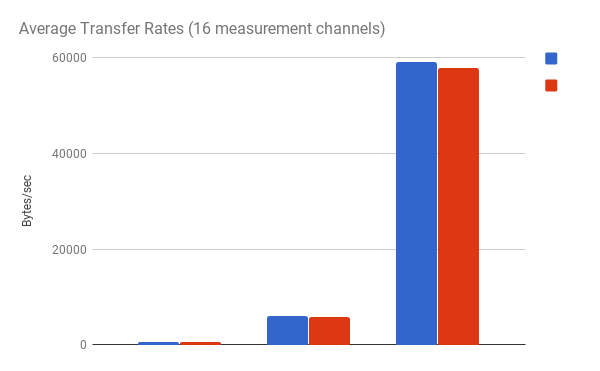 Average Transfer Rates (16 measurement channels)
60000
40000
20000
0
Bytes/sec